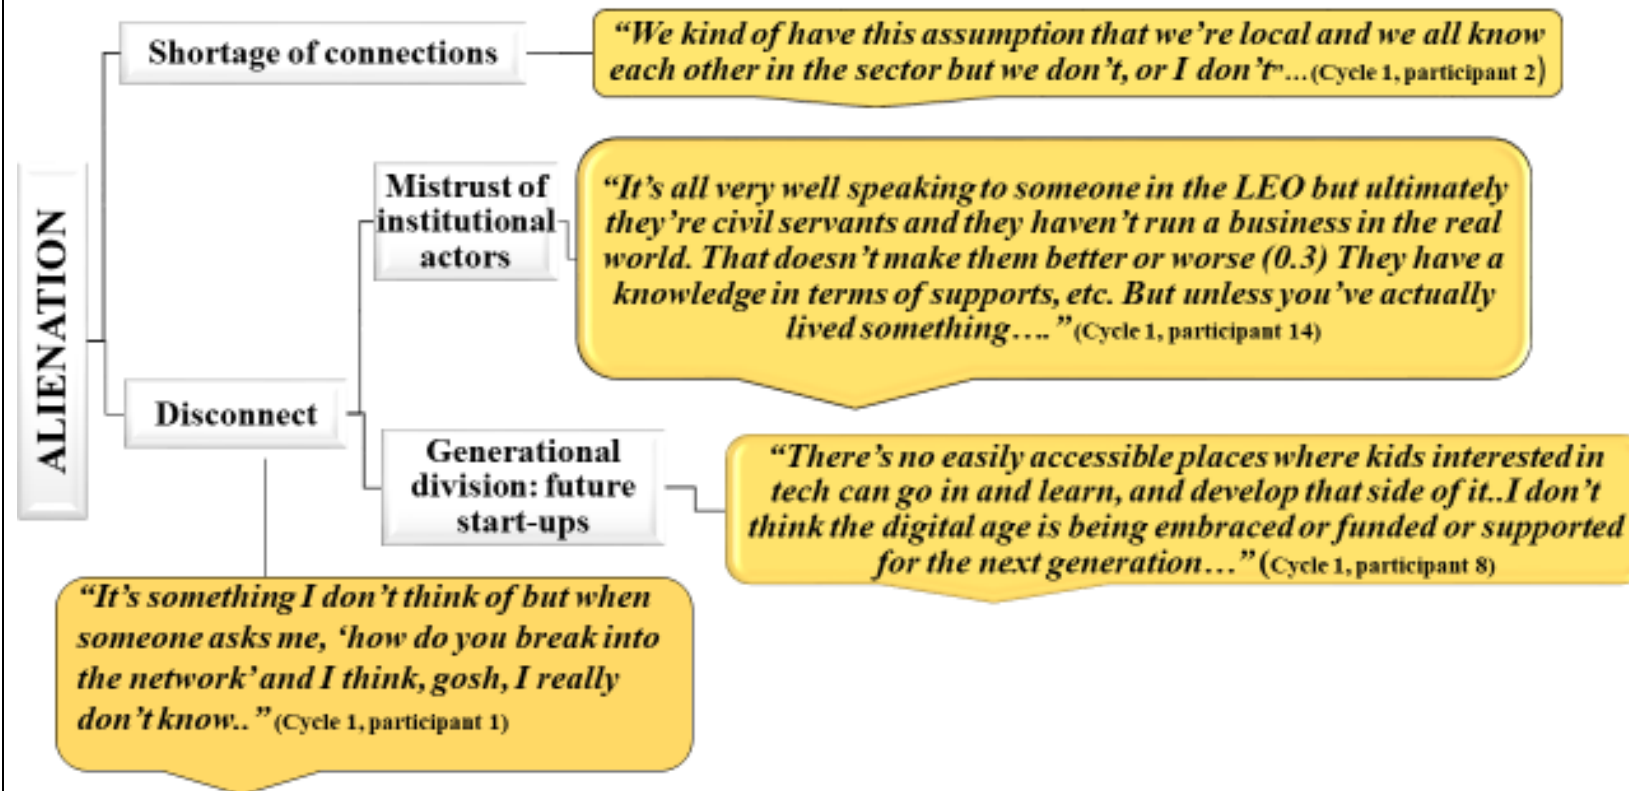 ALIENATION
Shortage of connections
“We kind of have this assumption that we’re local and we all know
each other in the sector but we don’t, or I don’t”...(Cycle 1, participant 2)
Disconnect
“It’s something I don’t think of but when
someone asks me, ‘how do you break into
the network’ and I think, gosh, I really
don’t know..” (Cycle 1, participant 1)
Mistrust of
institutional
actors
“It’s all very well speaking to someone in the LEO but ultimately
they’re civil servants and they haven’t run a business in the real
world. That doesn’t make them better or worse (0.3) They have a
knowledge in terms of supports, etc. But unless you’ve actually
lived something….” (Cycle 1, participant 14)
Generational
division: future
start-ups
“There’s no easily accessible places where kids interested in
tech can go in and learn, and develop that side of it..I don’t
think the digital age is being embraced or funded or supported
for the next generation…” (Cycle 1, participant 8)